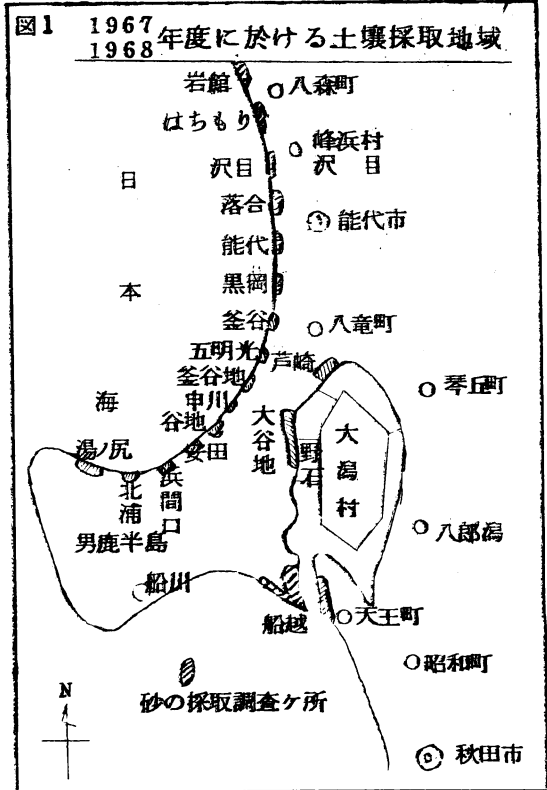 図1 1967
1968 年度に於ける土壌採取地域
岩館
八森町
はちもり
峰浜村
沢目
沢目
落合
能代市
能代
黒岡
釜谷
八竜町
五明光
芦崎
釜谷地
申川
谷地
安田
琴丘町
大谷地
野石
大潟村
日本海
湯ノ尻
北浦
浜間口
男鹿半島
八郎潟
船川
船越
天王町
昭和町
砂の採取調査ケ所
N
秋田市